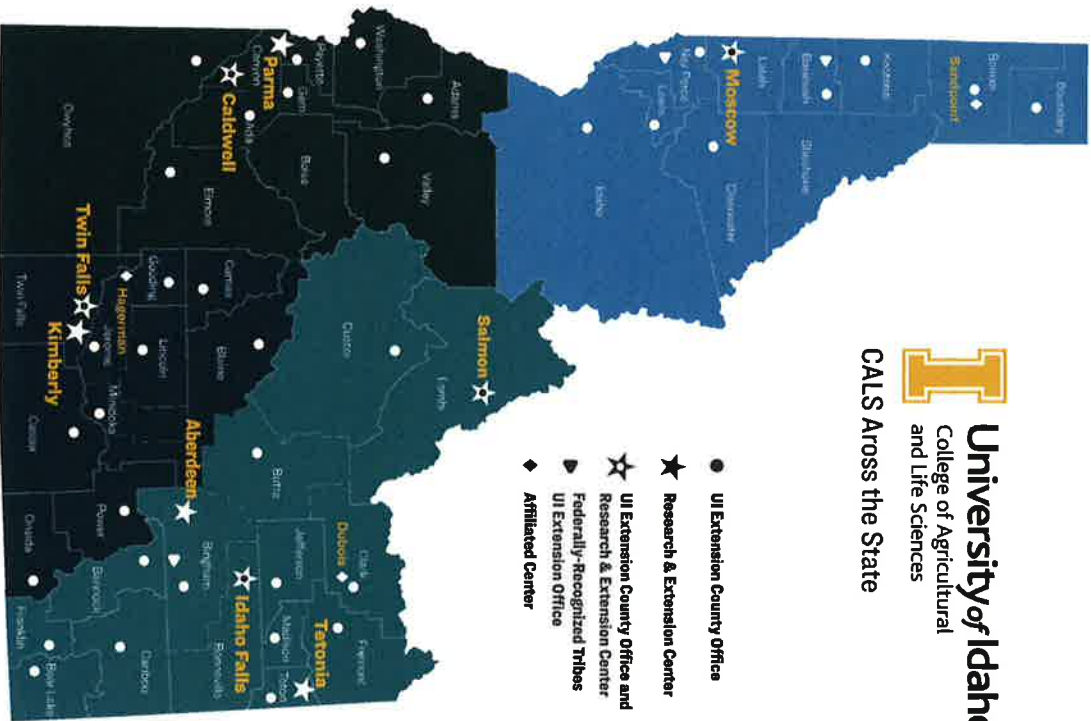 University of Idaho
College of Agricultural
and Life Sciences
CALS Aross the State
UI Extension County Office
Research & Extension Center
UI Extension County Office and
Research & Extension Center
Federally-Recognized Tribes
UI Extension Office
Affiliated Center
Boundary
Bonner
Sandpoint
Kootenai
Benewah
Shoshone
Latah
Moscow
Clearwater
Nez Perce
Lewis
Idaho
Adams
Washington
Valley
Payette
Gem
Parma
Canyon
Caldwell
Ada
Boise
Elmore
Owyhee
Salmon
Lemhi
Custer
Camas
Gooding
Blaine
Lincoln
Hagerman
Jerome
Twin Falls
Kimberly
Twin Falls
Minidoka
Cassia
Aberdeen
Power
Oneida
Butte
Clark
Dubois
Jefferson
Fremont
Madison
Teton
Tetonia
Idaho Falls
Bonneville
Bingham
Bannock
Caribou
Franklin
Bear Lake